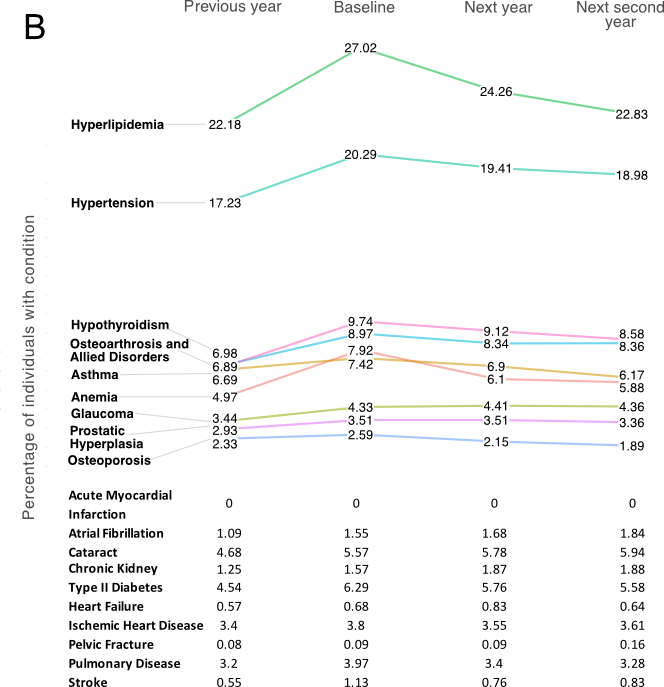 B
Previous year Baseline Next year Next second
year
27.02
24.26
22.83
Hyperlipidemia 22.18
20.29
19.41
18.98
Hypertension 17.23
Percentage of individuals with condition
Hypothyroidism 6.98 9.74 9.12 8.58
Osteoarthrosis and
Allied Disorders 6.89 8.97 8.34 8.36
Asthma 6.69 7.42 6.9 6.17
Anemia 4.97 7.92 6.1 5.88
Glaucoma 3.44 4.33 4.41 4.36
Prostatic
Hyperplasia 2.93 3.51 3.51 3.36
Osteoporosis 2.33 2.59 2.15 1.89
Acute Myocardial
Infarction 0 0 0 0
Atrial Fibrillation 1.09 1.55 1.68 1.84
Cataract 4.68 5.57 5.78 5.94
Chronic Kidney 1.25 1.57 1.87 1.88
Type II Diabetes 4.54 6.29 5.76 5.58
Heart Failure 0.57 0.68 0.83 0.64
Ischemic Heart Disease 3.4 3.8 3.55 3.61
Pelvic Fracture 0.08 0.09 0.09 0.16
Pulmonary Disease 3.2 3.97 3.4 3.28
Stroke 0.55 1.13 0.76 0.83